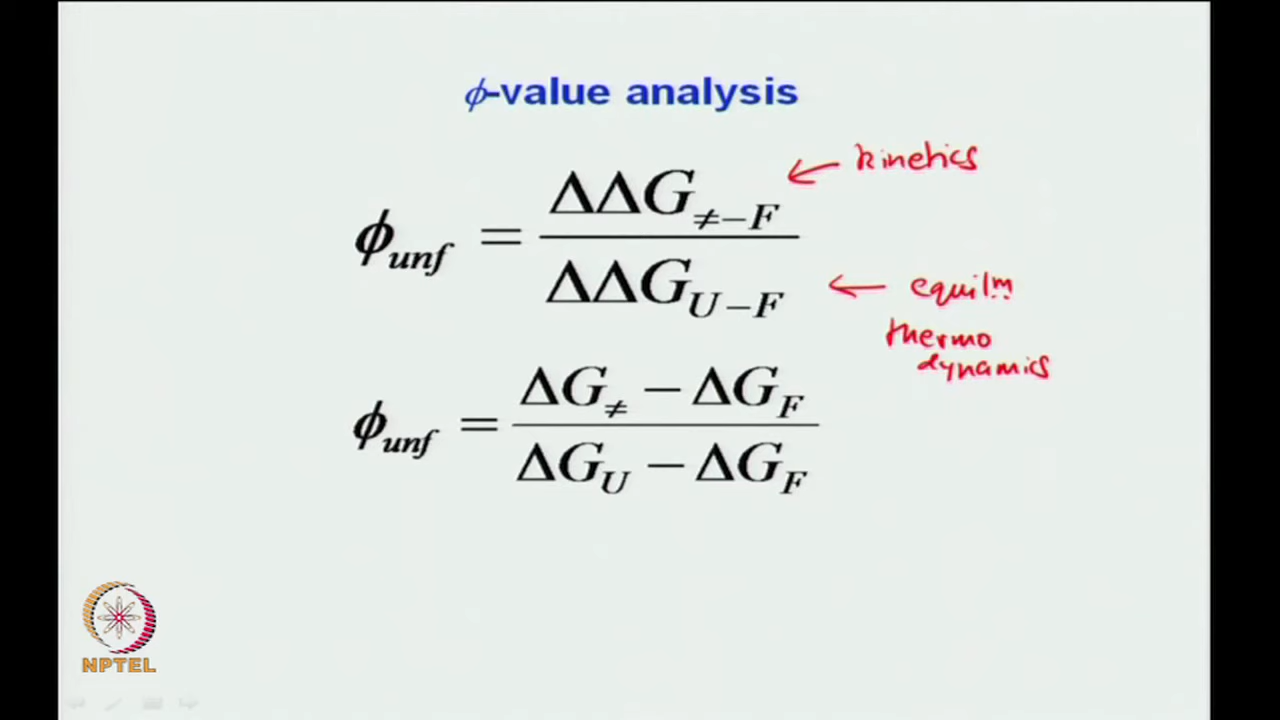 ϕ-value analysis
ϕunf = ΔΔG≠−F / ΔΔGU−F
kinetics
equilm
thermo
dynamics
ϕunf = ΔG≠ − ΔGF / ΔGU − ΔGF
NPTEL